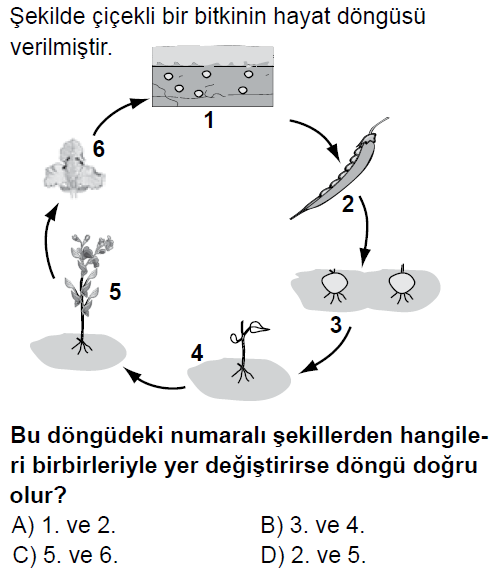 Şekilde çiçekli bir bitkinin hayat döngüsü
verilmiştir.
1
6
2
5
3
4
Bu döngüdeki numaralı şekillerden hangile-
ri birbirleriyle yer değiştirirse döngü doğru
olur?
A) 1. ve 2. B) 3. ve 4.
C) 5. ve 6. D) 2. ve 5.